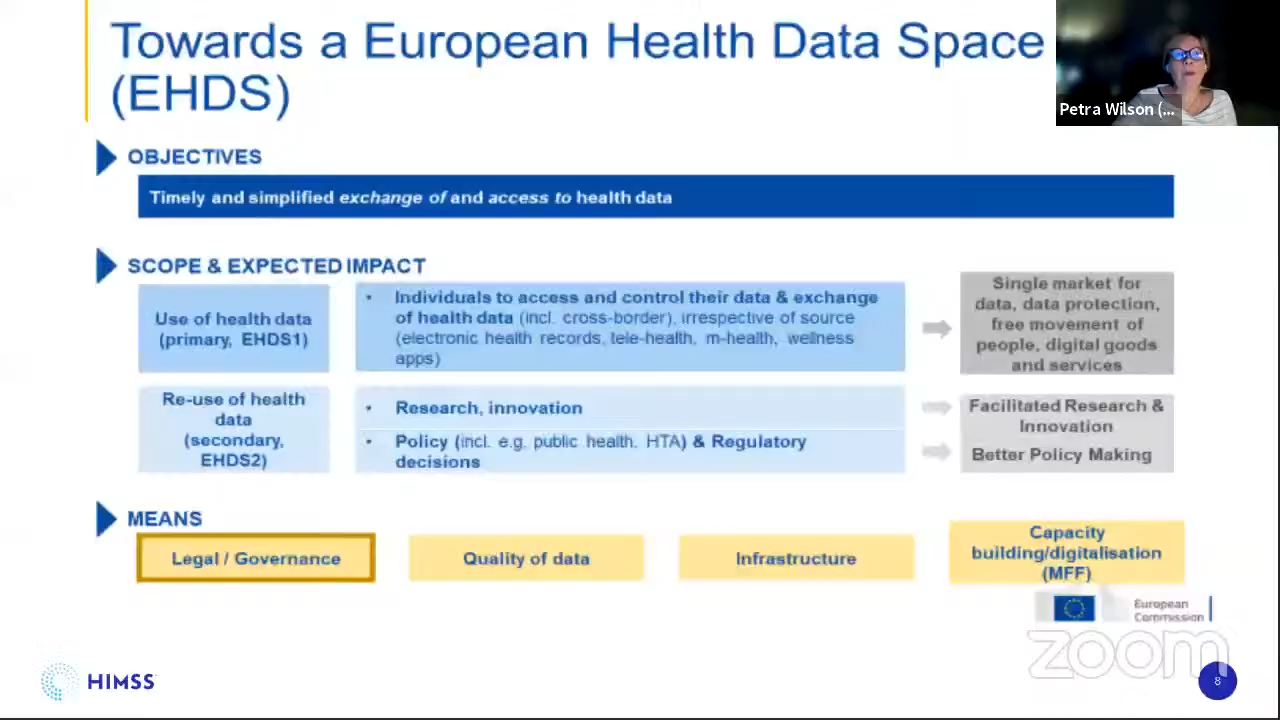 Towards a European Health Data Space
(EHDS)
Petra Wilson (...
OBJECTIVES
Timely and simplified exchange of and access to health data
SCOPE & EXPECTED IMPACT
Use of health data
(primary, EHDS1)
• Individuals to access and control their data & exchange
of health data (incl. cross-border), irrespective of source
(electronic health records, tele-health, m-health, wellness
apps)
Single market for
data, data protection,
free movement of
people, digital goods
and services
Re-use of health
data
(secondary,
EHDS2)
• Research, innovation
• Policy (incl. e.g. public health, HTA) & Regulatory
decisions
Facilitated Research &
Innovation
Better Policy Making
MEANS
Legal / Governance
Quality of data
Infrastructure
Capacity
building/digitalisation
(MFF)
European
Commission
zoom
HIMSS
8